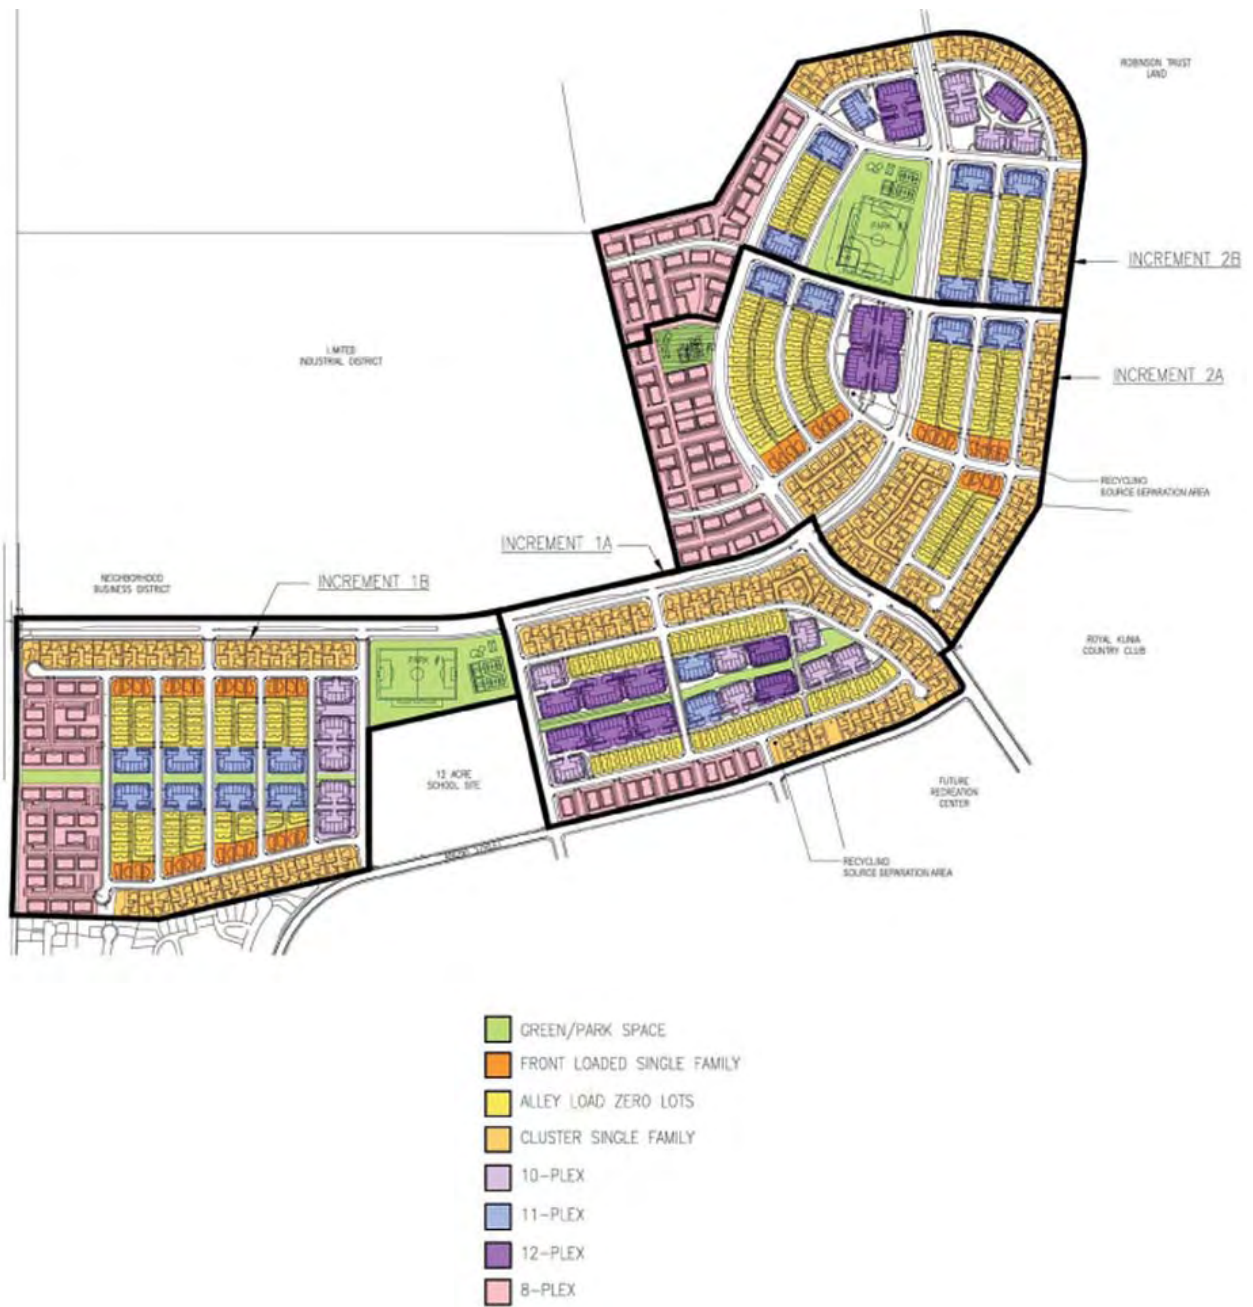 ROBINSON TRUST
LAND
PARK
INCREMENT 2B
LIMITED
INDUSTRIAL DISTRICT
INCREMENT 2A
RECYCLING
SOURCE SEPARATION AREA
INCREMENT 1A
NEIGHBORHOOD
BUSINESS DISTRICT
INCREMENT 1B
ROYAL KUNIA
COUNTRY CLUB
PARK
12 ACRE
SCHOOL SITE
FUTURE
RECREATION
CENTER
STREET
RECYCLING
SOURCE SEPARATION AREA
GREEN/PARK SPACE
FRONT LOADED SINGLE FAMILY
ALLEY LOAD ZERO LOTS
CLUSTER SINGLE FAMILY
10-PLEX
11-PLEX
12-PLEX
8-PLEX